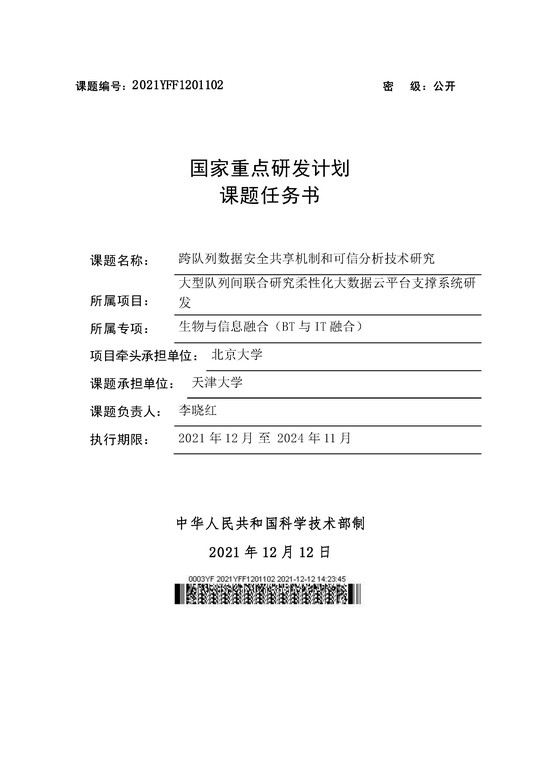 课题编号：2021YFF1201102 密 级：公开
国家重点研发计划
课题任务书
课题名称： 跨队列数据安全共享机制和可信分析技术研究
所属项目： 大型队列间联合研究柔性化大数据云平台支撑系统研
发
所属专项： 生物与信息融合（BT 与 IT 融合）
项目牵头承担单位： 北京大学
课题承担单位： 天津大学
课题负责人： 李晓红
执行期限： 2021 年 12 月 至 2024 年 11 月
中华人民共和国科学技术部制
2021 年 12 月 12 日
0003YF 2021YFF1201102 2021-12-12 14:23:45